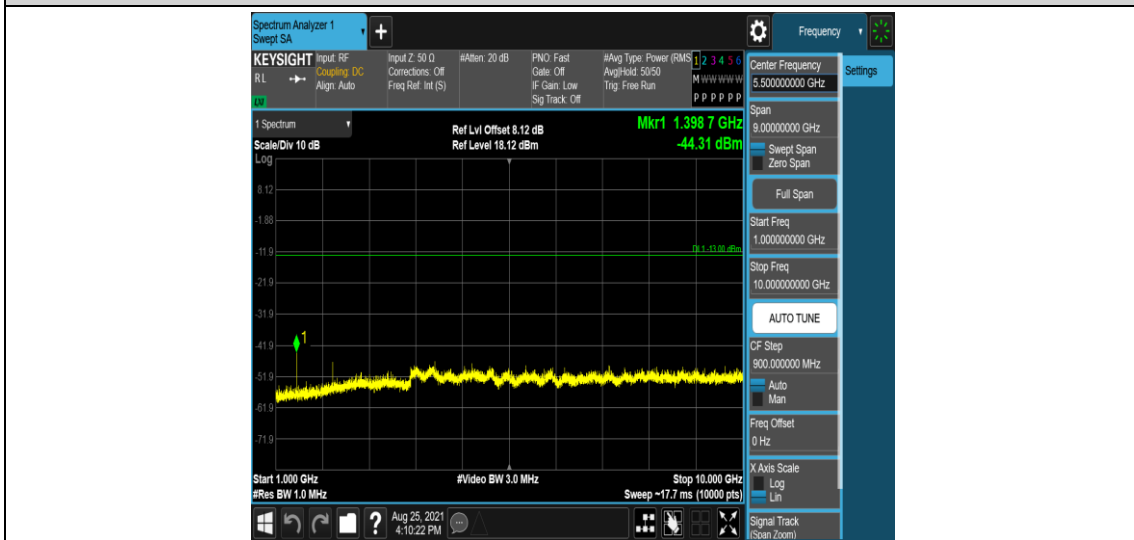 Spectrum Analyzer 1
Swept SA
+
Frequency
KEYSIGHT
RL
LXI
Input: RF
Coupling: DC
Align: Auto
Input Z: 50 Ω
Corrections: Off
Freq Ref: Int (S)
#Atten: 20 dB
PNO: Fast
Gate: Off
IF Gain: Low
Sig Track: Off
#Avg Type: Power (RMS
Avg|Hold: 50/50
Trig: Free Run
1 2 3 4 5 6
M W W W W W
P P P P P P
1 Spectrum
Scale/Div 10 dB
Log
Ref Lvl Offset 8.12 dB
Ref Level 18.12 dBm
Mkr1 1.398 7 GHz
-44.31 dBm
8.12
-1.88
-11.9
DL1 -13.00 dBm
-21.9
-31.9
1
-41.9
-51.9
-61.9
-71.9
Start 1.000 GHz
#Video BW 3.0 MHz
Stop 10.000 GHz
#Res BW 1.0 MHz
Sweep ~17.7 ms (10000 pts)
?
Aug 25, 2021
4:10:22 PM
Center Frequency
5.500000000 GHz
Settings
Span
9.00000000 GHz
Swept Span
Zero Span
Full Span
Start Freq
1.000000000 GHz
Stop Freq
10.000000000 GHz
AUTO TUNE
CF Step
900.000000 MHz
Auto
Man
Freq Offset
0 Hz
X Axis Scale
Log
Lin
Signal Track
(Span Zoom)